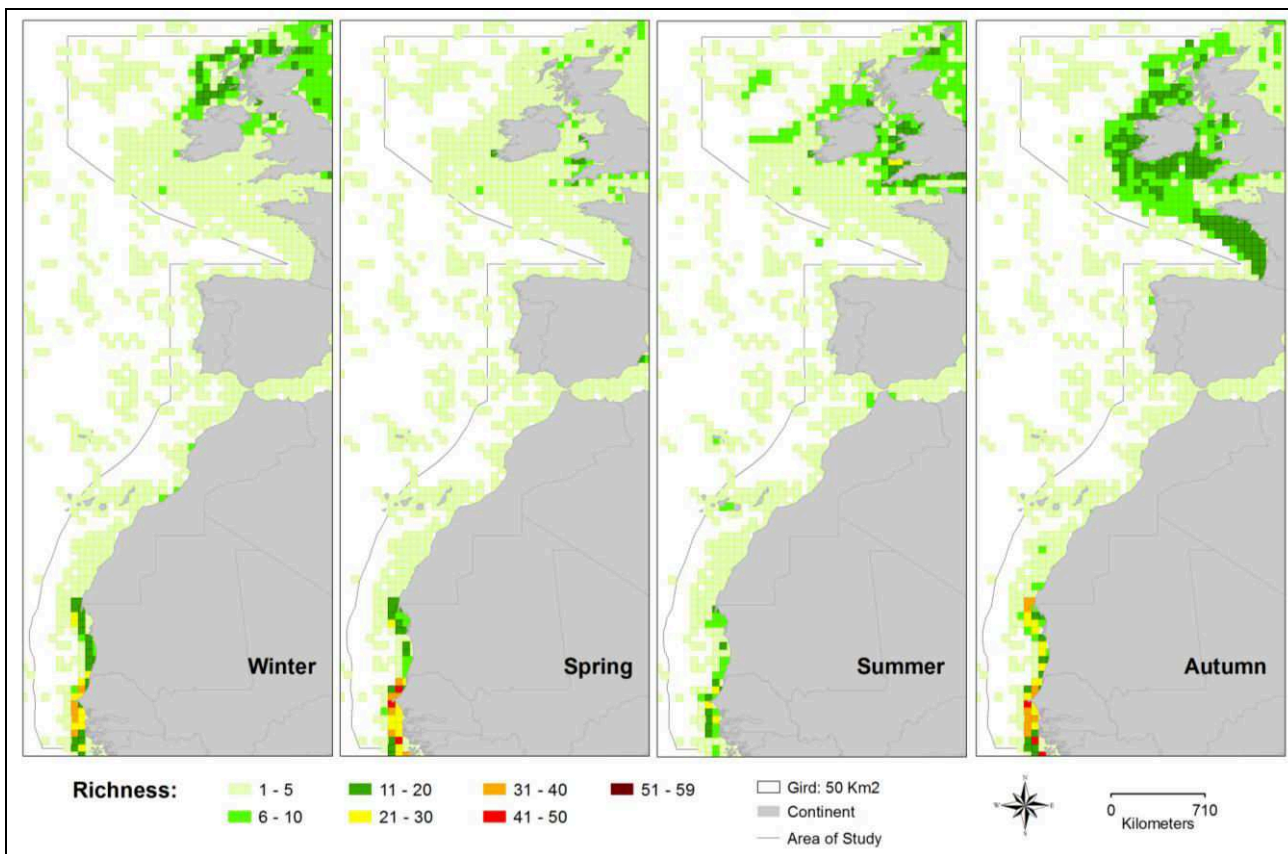 Winter
Spring
Summer
Autumn
Richness:
1 - 5
6 - 10
11 - 20
21 - 30
31 - 40
41 - 50
51 - 59
Gird: 50 Km2
Continent
Area of Study
N
W
E
S
0 710
Kilometers